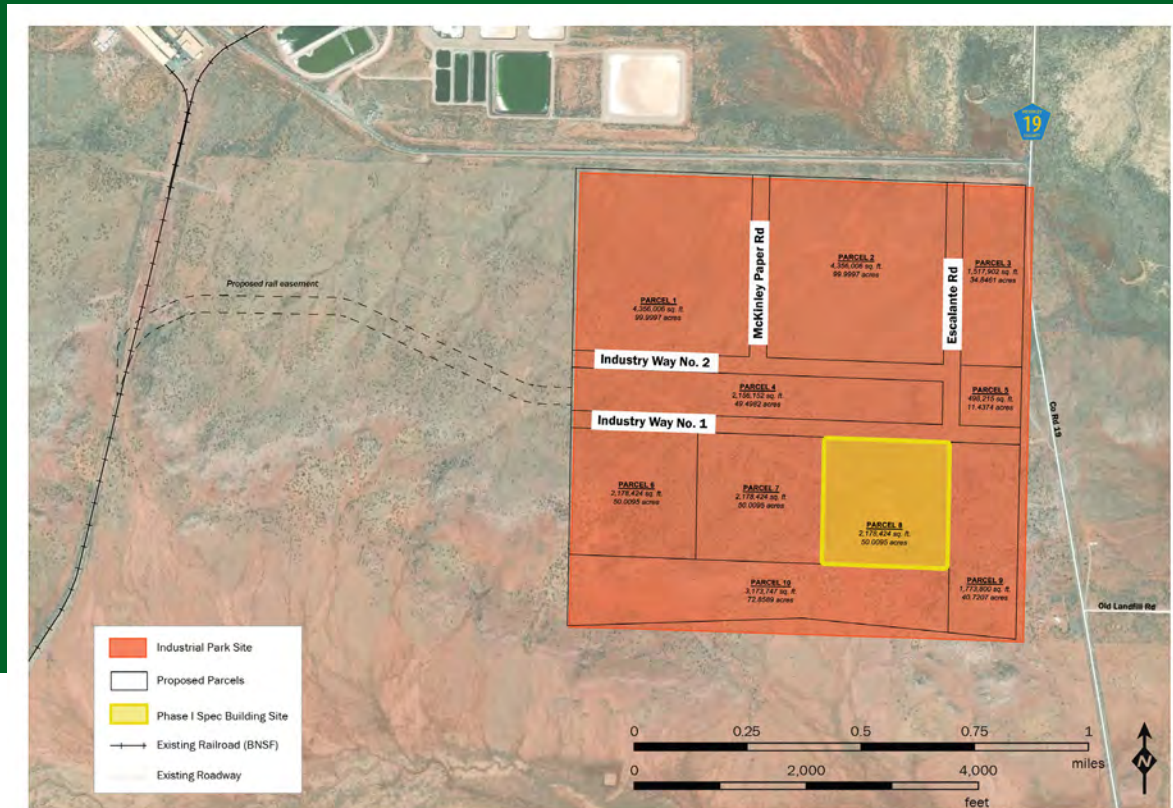 19
McKinley Paper Rd
Escalante Rd
PARCEL 2
4,356,006 sq. ft.
99.9997 acres
PARCEL 3
1,517,902 sq. ft.
34.8461 acres
Proposed rail easement
PARCEL 1
4,356,006 sq. ft.
99.9997 acres
Industry Way No. 2
PARCEL 4
2,156,152 sq. ft.
49.4982 acres
PARCEL 5
498,215 sq. ft.
11.4374 acres
Co Rd 19
Industry Way No. 1
PARCEL 6
2,178,424 sq. ft.
50.0095 acres
PARCEL 7
2,178,424 sq. ft.
50.0095 acres
PARCEL 8
2,178,424 sq. ft.
50.0095 acres
PARCEL 9
1,773,800 sq. ft.
40.7207 acres
PARCEL 10
3,173,747 sq. ft.
72.8589 acres
Old Landfill Rd
Industrial Park Site
Proposed Parcels
Phase I Spec Building Site
Existing Railroad (BNSF)
Existing Roadway
0 0.25 0.5 0.75 1
miles
0 2,000 4,000
feet
N